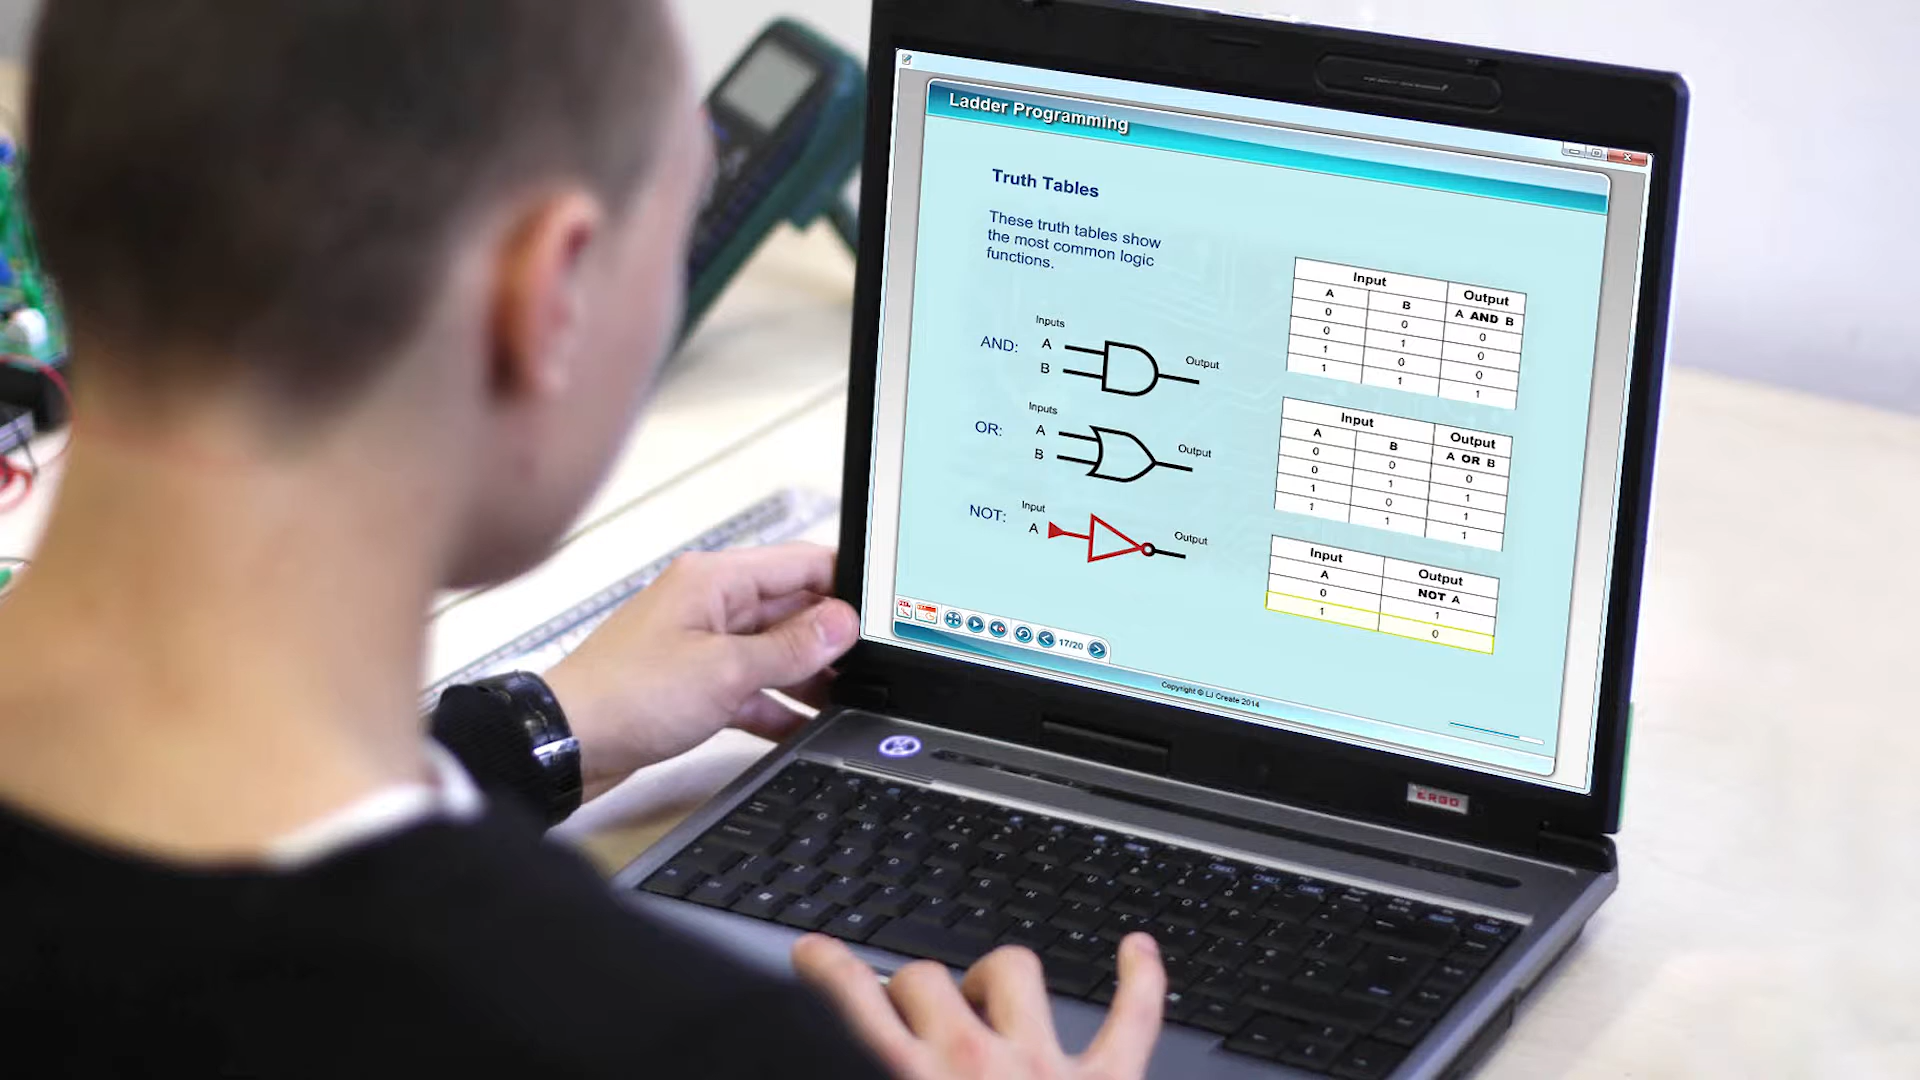 Ladder Programming
Truth Tables
These truth tables show
the most common logic
functions.
Inputs
AND:
A
B
Output
Inputs
OR:
A
B
Output
Input
NOT:
A
Output
Input Output
A B A AND B
0 0 0
0 1 0
1 0 0
1 1 1
Input Output
A B A OR B
0 0 0
0 1 1
1 0 1
1 1 1
Input Output
A NOT A
0 1
1 0
17/20
Copyright © LJ Create 2014
ERGO